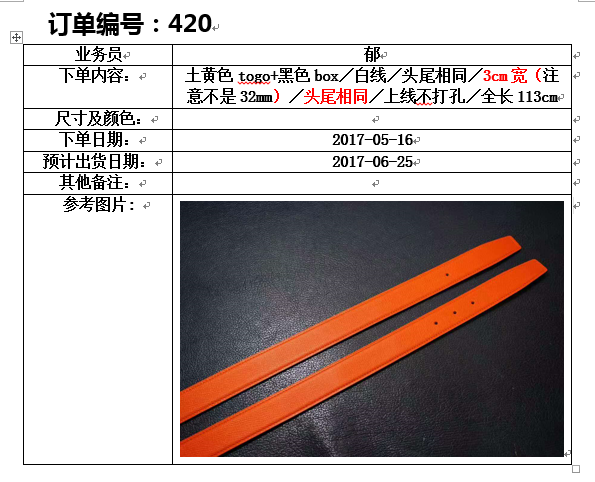 订单编号：420
业务员 郁
下单内容： 土黄色 togo+黑色 box／白线／头尾相同／3cm 宽（注
意不是 32mm）／头尾相同／上线不打孔／全长 113cm
尺寸及颜色：
下单日期： 2017-05-16
预计出货日期： 2017-06-25
其他备注：
参考图片：